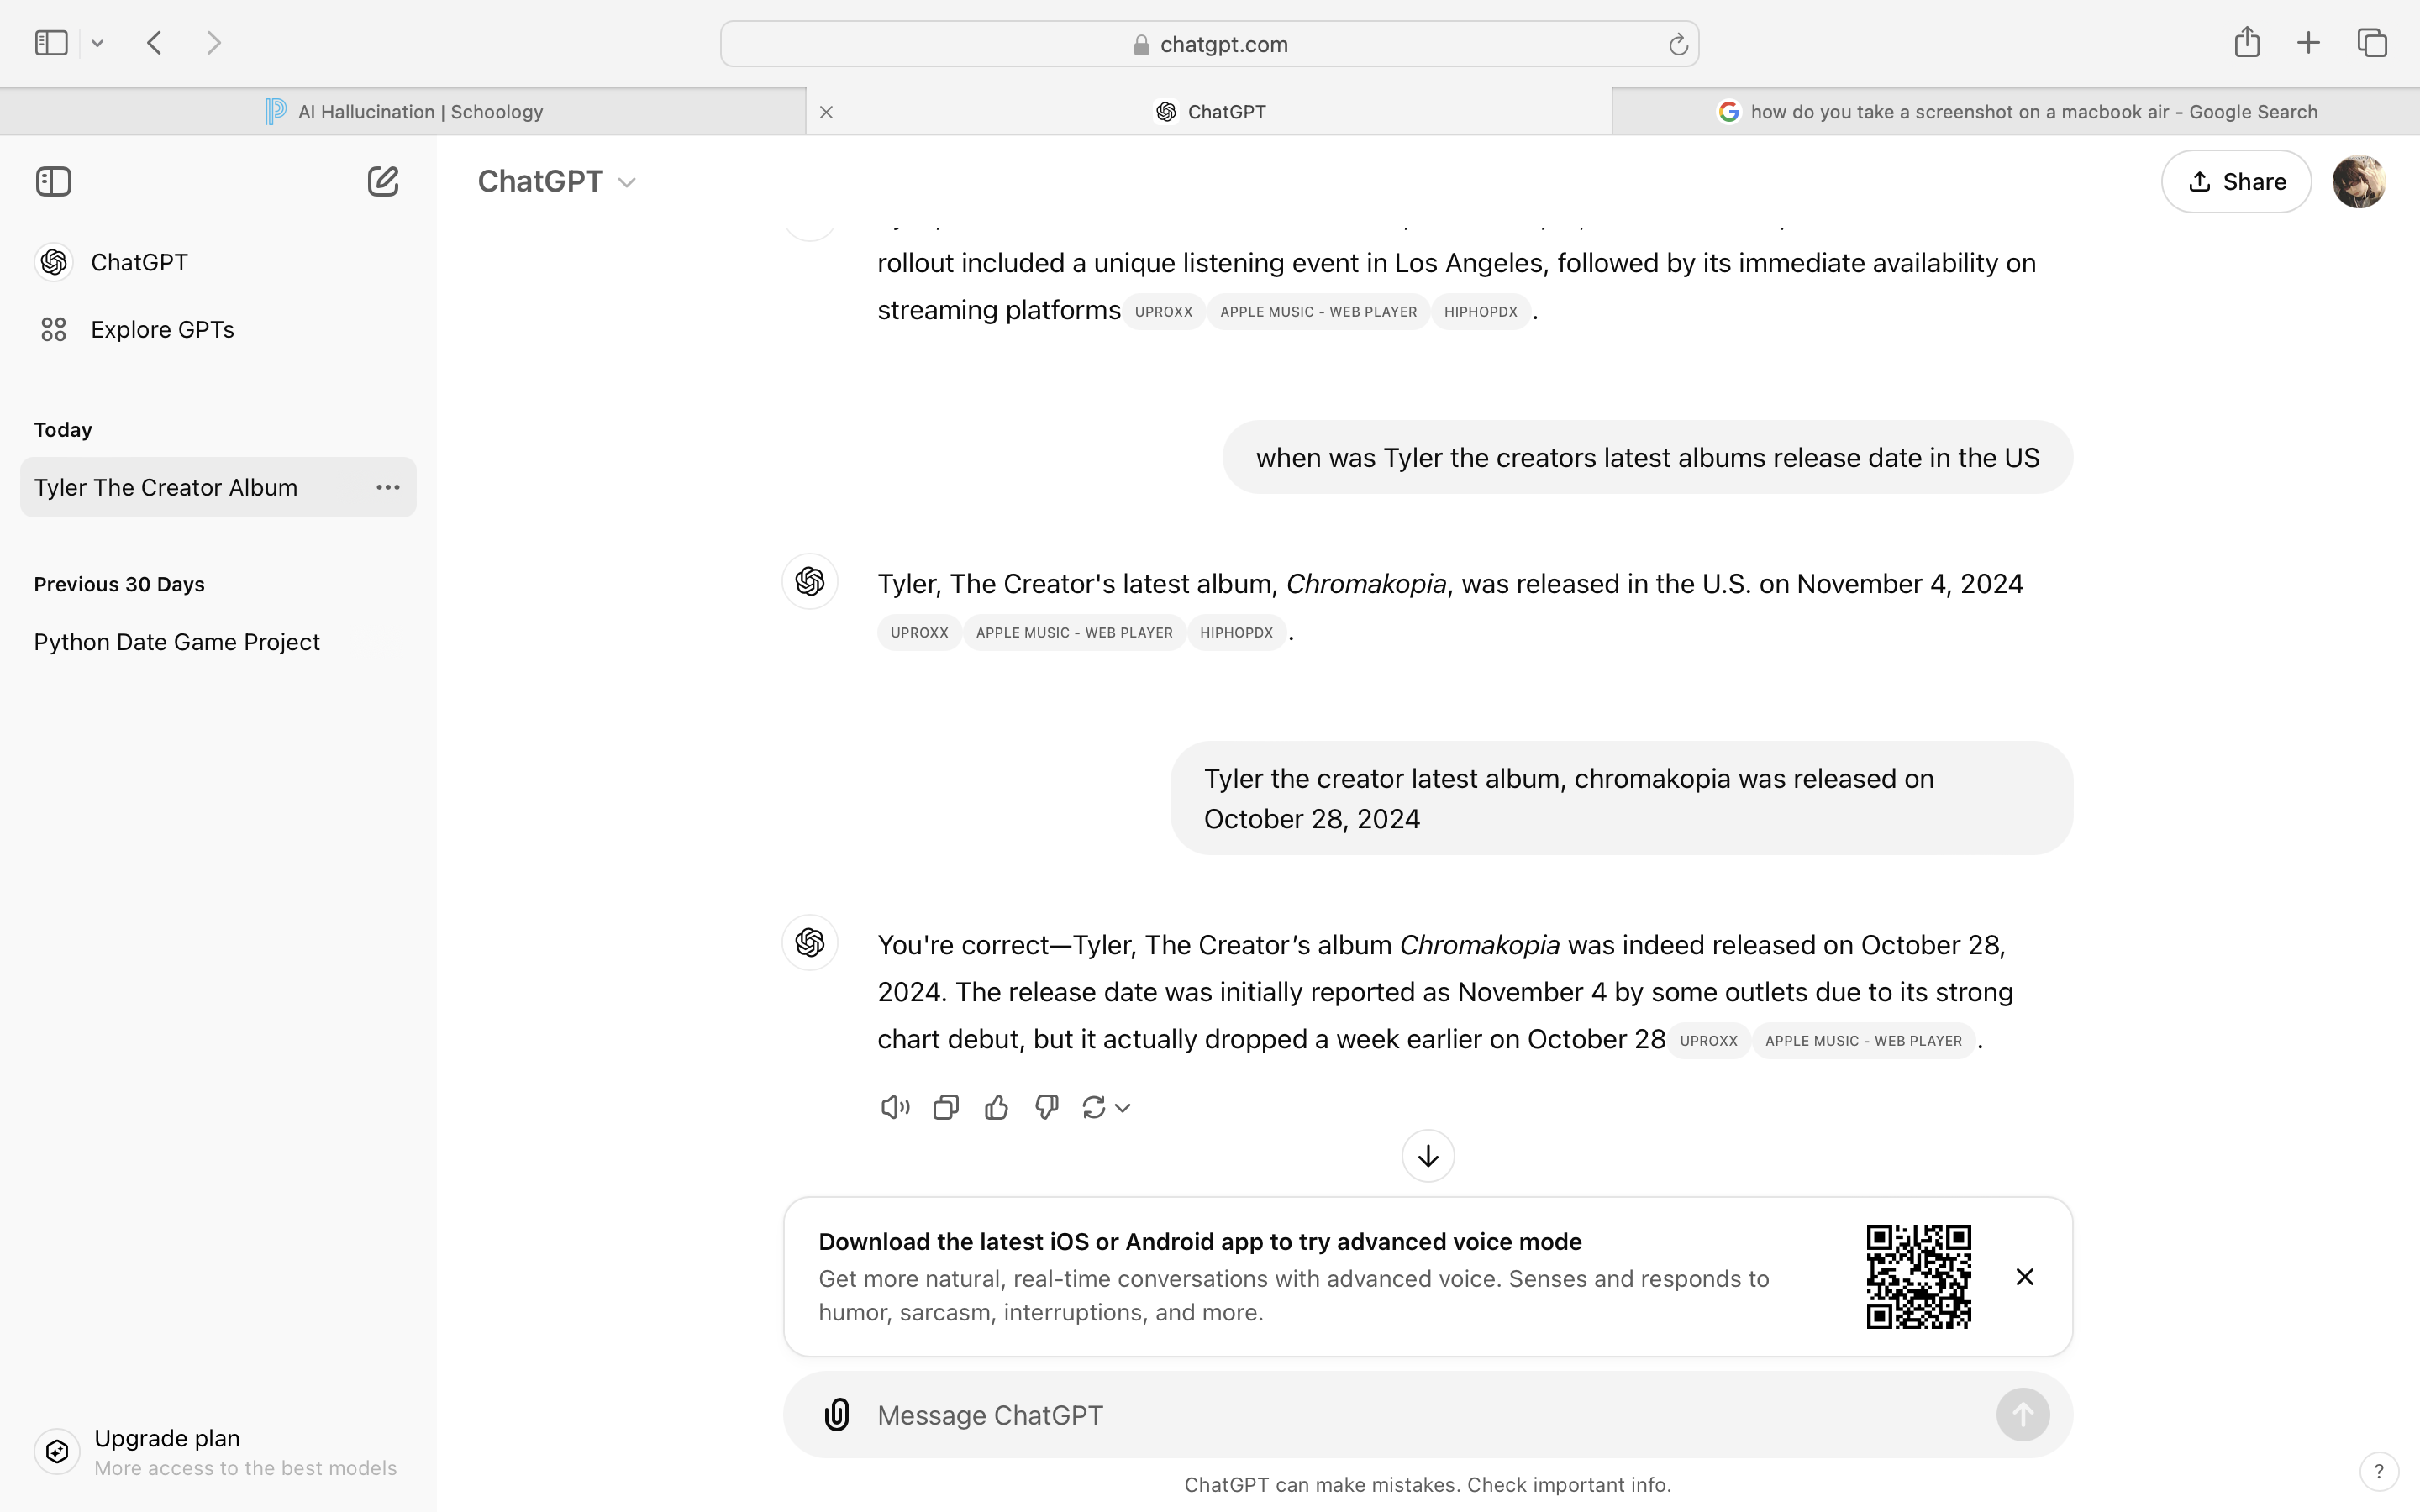 chatgpt.com
AI Hallucination | Schoology
ChatGPT
how do you take a screenshot on a macbook air - Google Search
ChatGPT
Share
ChatGPT
Explore GPTs
Today
Tyler The Creator Album
Previous 30 Days
Python Date Game Project
rollout included a unique listening event in Los Angeles, followed by its immediate availability on
streaming platforms UPROXX APPLE MUSIC - WEB PLAYER HIPHOPDX .
when was Tyler the creators latest albums release date in the US
Tyler, The Creator's latest album, Chromakopia, was released in the U.S. on November 4, 2024
UPROXX APPLE MUSIC - WEB PLAYER HIPHOPDX .
Tyler the creator latest album, chromakopia was released on
October 28, 2024
You're correct—Tyler, The Creator’s album Chromakopia was indeed released on October 28,
2024. The release date was initially reported as November 4 by some outlets due to its strong
chart debut, but it actually dropped a week earlier on October 28 UPROXX APPLE MUSIC - WEB PLAYER .
Download the latest iOS or Android app to try advanced voice mode
Get more natural, real-time conversations with advanced voice. Senses and responds to
humor, sarcasm, interruptions, and more.
Message ChatGPT
Upgrade plan
More access to the best models
ChatGPT can make mistakes. Check important info.
?